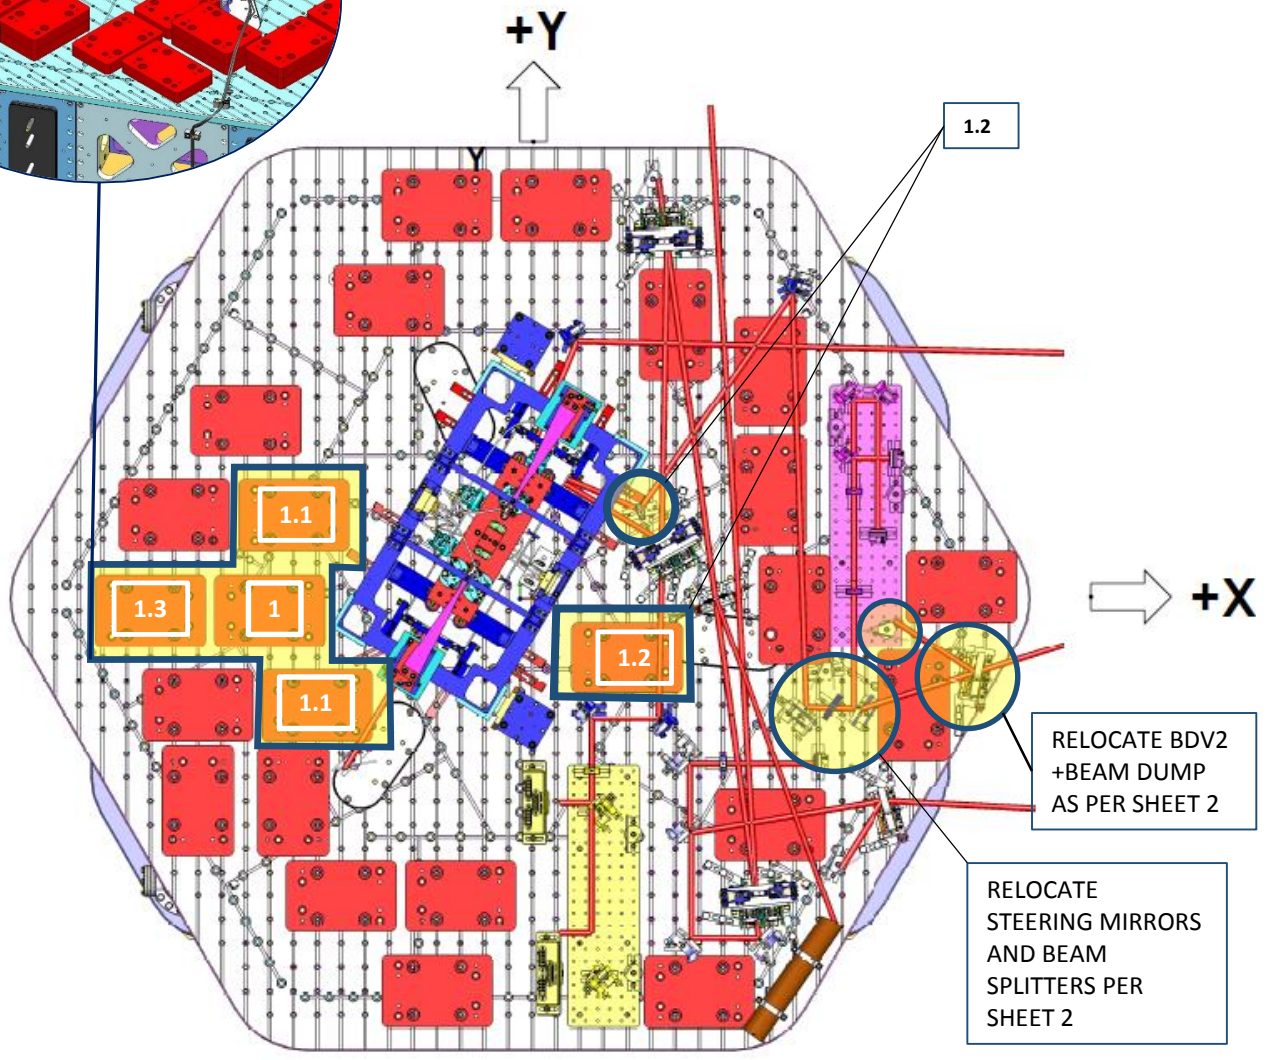 +Y
1.2
Y
1.1
1.3
1
1.2
1.1
+X
RELOCATE BDV2
+BEAM DUMP
AS PER SHEET 2
RELOCATE
STEERING MIRRORS
AND BEAM
SPLITTERS PER
SHEET 2